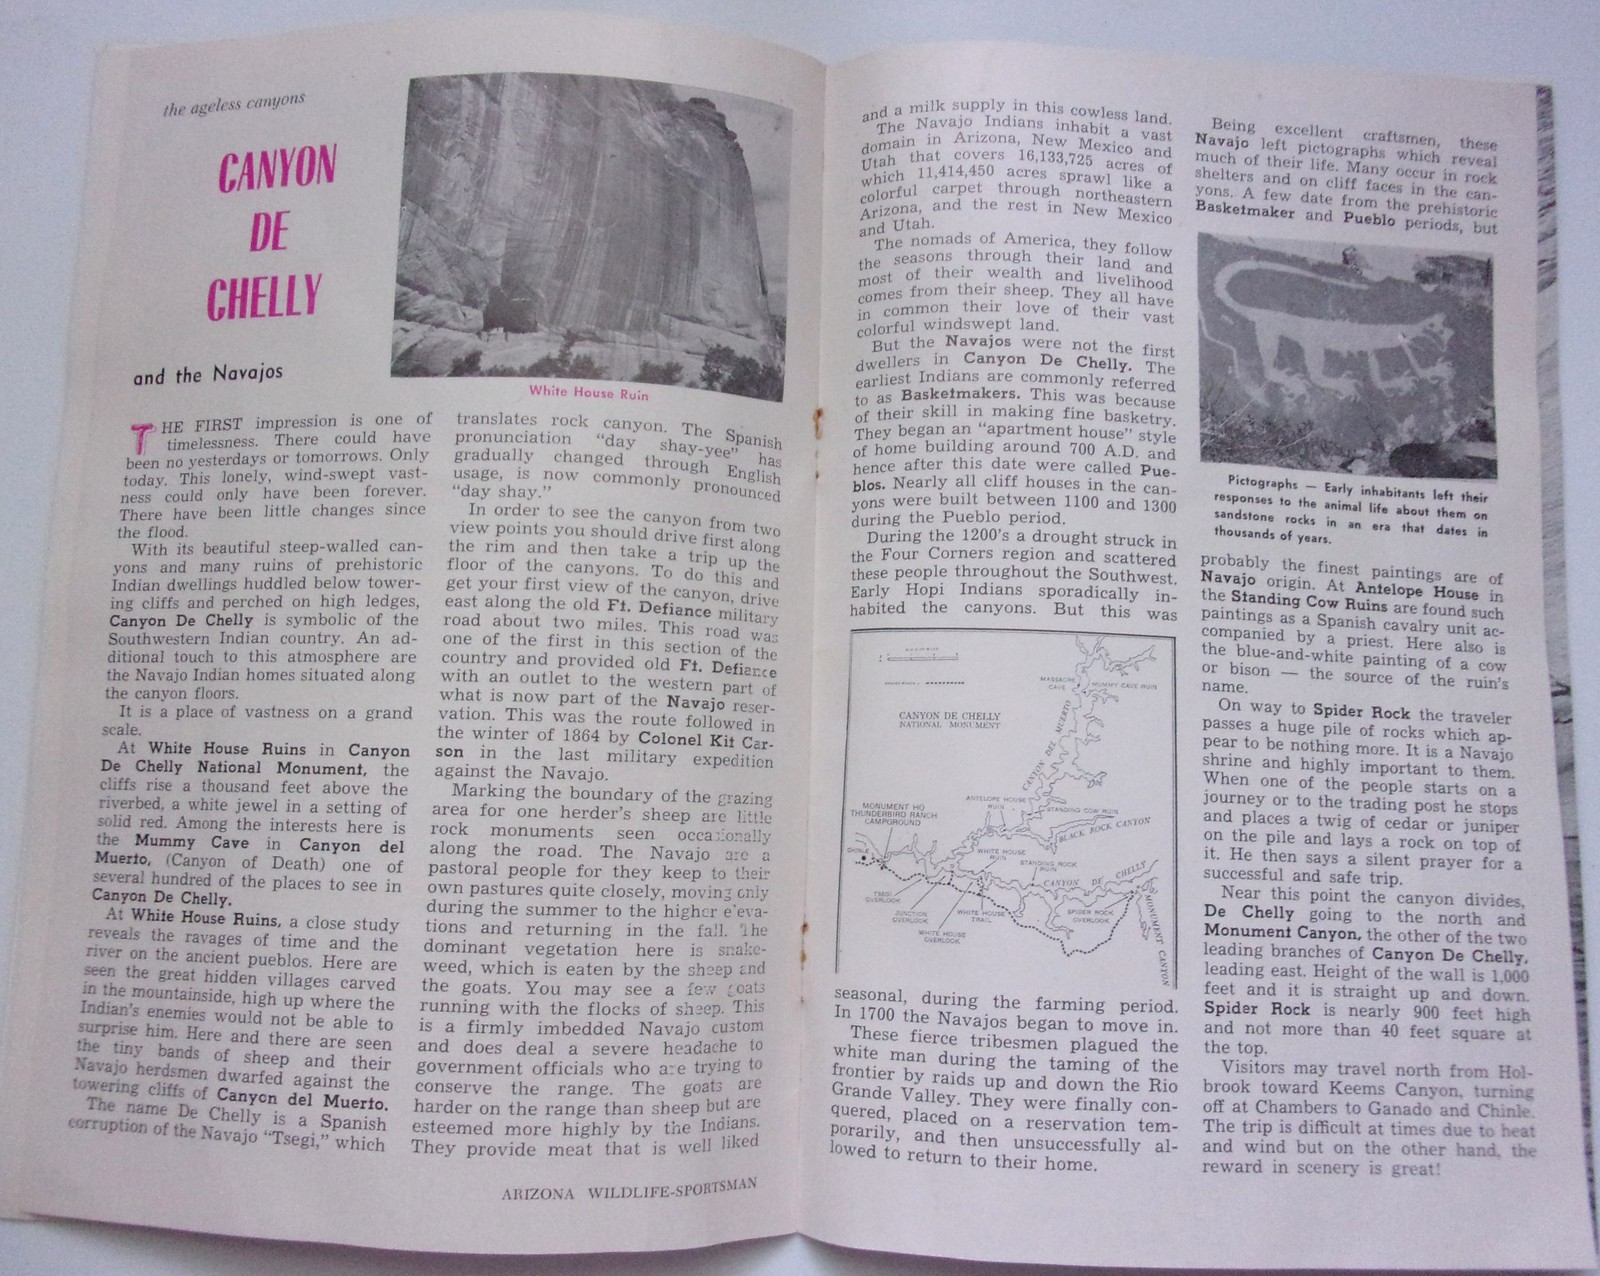 the ageless canyons
CANYON
DE
CHELLY
and the Navajos
White House Ruin
THE FIRST impression is one of
timelessness. There could have
been no yesterdays or tomorrows. Only
today. This lonely, wind-swept vast-
ness could only have been forever.
There have been little changes since
the flood.
With its beautiful steep-walled can-
yons and many ruins of prehistoric
Indian dwellings huddled below tower-
ing cliffs and perched on high ledges,
Canyon De Chelly is symbolic of the
Southwestern Indian country. An ad-
ditional touch to this atmosphere are
the Navajo Indian homes situated along
the canyon floors.
It is a place of vastness on a grand
scale.
At White House Ruins in Canyon
De Chelly National Monument, the
cliffs rise a thousand feet above the
riverbed, a white jewel in a setting of
solid red. Among the interests here is
the Mummy Cave in Canyon del
Muerto, (Canyon of Death) one of
several hundred of the places to see in
Canyon De Chelly.
At White House Ruins, a close study
reveals the ravages of time and the
river on the ancient pueblos. Here are
seen the great hidden villages carved
in the mountainside, high up where the
Indian's enemies would not be able to
surprise him. Here and there are seen
the tiny bands of sheep and their
Navajo herdsmen dwarfed against the
towering cliffs of Canyon del Muerto.
The name De Chelly is a Spanish
corruption of the Navajo "Tsegi," which
translates rock canyon. The Spanish
pronunciation "day shay-yee" has
gradually changed through English
usage, is now commonly pronounced
"day shay."
In order to see the canyon from two
view points you should drive first along
the rim and then take a trip up the
floor of the canyons. To do this and
get your first view of the canyon, drive
east along the old Ft. Defiance military
road about two miles. This road was
one of the first in this section of the
country and provided old Ft. Defiance
with an outlet to the western part of
what is now part of the Navajo reser-
vation. This was the route followed in
the winter of 1864 by Colonel Kit Car-
son in the last military expedition
against the Navajo.
Marking the boundary of the grazing
area for one herder's sheep are little
rock monuments seen occasionally
along the road. The Navajo are a
pastoral people for they keep to their
own pastures quite closely, moving only
during the summer to the higher eleva-
tions and returning in the fall. The
dominant vegetation here is snake-
weed, which is eaten by the sheep and
the goats. You may see a few goats
running with the flocks of sheep. This
is a firmly imbedded Navajo custom
and does deal a severe headache to
government officials who are trying to
conserve the range. The goats are
harder on the range than sheep but are
esteemed more highly by the Indians.
They provide meat that is well liked
ARIZONA WILDLIFE-SPORTSMAN
and a milk supply in this cowless land.
The Navajo Indians inhabit a vast
domain in Arizona, New Mexico and
Utah that covers 16,133,725 acres of
which 11,414,450 acres sprawl like a
colorful carpet through northeastern
Arizona, and the rest in New Mexico
and Utah.
The nomads of America, they follow
the seasons through their land and
most of their wealth and livelihood
comes from their sheep. They all have
in common their love of their vast
colorful windswept land.
But the Navajos were not the first
dwellers in Canyon De Chelly. The
earliest Indians are commonly referred
to as Basketmakers. This was because
of their skill in making fine basketry.
They began an "apartment house" style
of home building around 700 A.D. and
hence after this date were called Pue-
blos. Nearly all cliff houses in the can-
yons were built between 1100 and 1300
during the Pueblo period.
During the 1200's a drought struck in
the Four Corners region and scattered
these people throughout the Southwest.
Early Hopi Indians sporadically in-
habited the canyons. But this was
CANYON DE CHELLY
NATIONAL MONUMENT
MASSACRE
CAVE
MUMMY CAVE RUIN
CANYON DEL MUERTO
ANTELOPE HOUSE
RUIN
STANDING COW RUIN
BLACK ROCK CANYON
MONUMENT HQ
THUNDERBIRD RANCH
CAMPGROUND
CHINLE
WHITE HOUSE
RUIN
STANDING ROCK
CANYON DE CHELLY
TSEGI
OVERLOOK
JUNCTION
OVERLOOK
WHITE HOUSE
TRAIL
WHITE HOUSE
OVERLOOK
SPIDER ROCK
OVERLOOK
MONUMENT CANYON
seasonal, during the farming period.
In 1700 the Navajos began to move in.
These fierce tribesmen plagued the
white man during the taming of the
frontier by raids up and down the Rio
Grande Valley. They were finally con-
quered, placed on a reservation tem-
porarily, and then unsuccessfully al-
lowed to return to their home.
Being excellent craftsmen, these
Navajo left pictographs which reveal
much of their life. Many occur in rock
shelters and on cliff faces in the can-
yons. A few date from the prehistoric
Basketmaker and Pueblo periods, but
Pictographs — Early inhabitants left their
responses to the animal life about them on
sandstone rocks in an era that dates in
thousands of years.
probably the finest paintings are of
Navajo origin. At Antelope House in
the Standing Cow Ruins are found such
paintings as a Spanish cavalry unit ac-
companied by a priest. Here also is
the blue-and-white painting of a cow
or bison — the source of the ruin's
name.
On way to Spider Rock the traveler
passes a huge pile of rocks which ap-
pear to be nothing more. It is a Navajo
shrine and highly important to them.
When one of the people starts on a
journey or to the trading post he stops
and places a twig of cedar or juniper
on the pile and lays a rock on top of
it. He then says a silent prayer for a
successful and safe trip.
Near this point the canyon divides,
De Chelly going to the north and
Monument Canyon, the other of the two
leading branches of Canyon De Chelly,
leading east. Height of the wall is 1,000
feet and it is straight up and down.
Spider Rock is nearly 900 feet high
and not more than 40 feet square at
the top.
Visitors may travel north from Hol-
brook toward Keems Canyon, turning
off at Chambers to Ganado and Chinle.
The trip is difficult at times due to heat
and wind but on the other hand, the
reward in scenery is great!